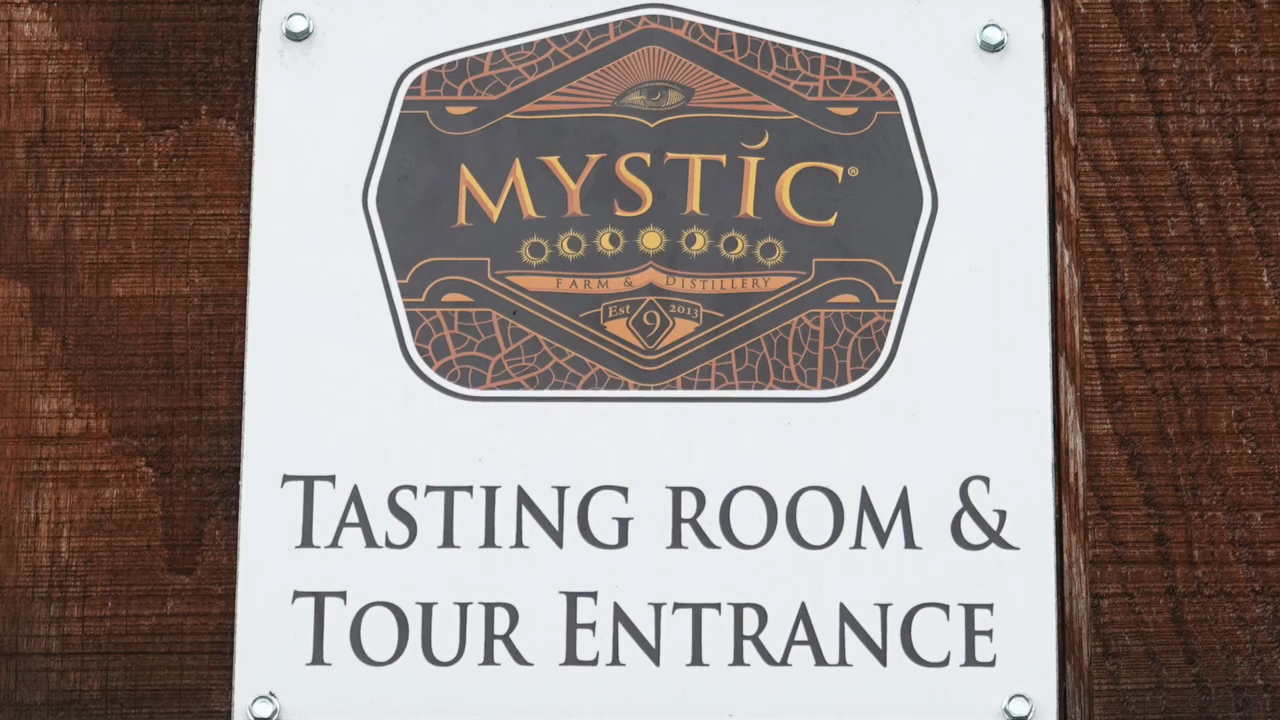 MYSTIC®
FARM & DISTILLERY
Est 9 2013
TASTING ROOM &
TOUR ENTRANCE